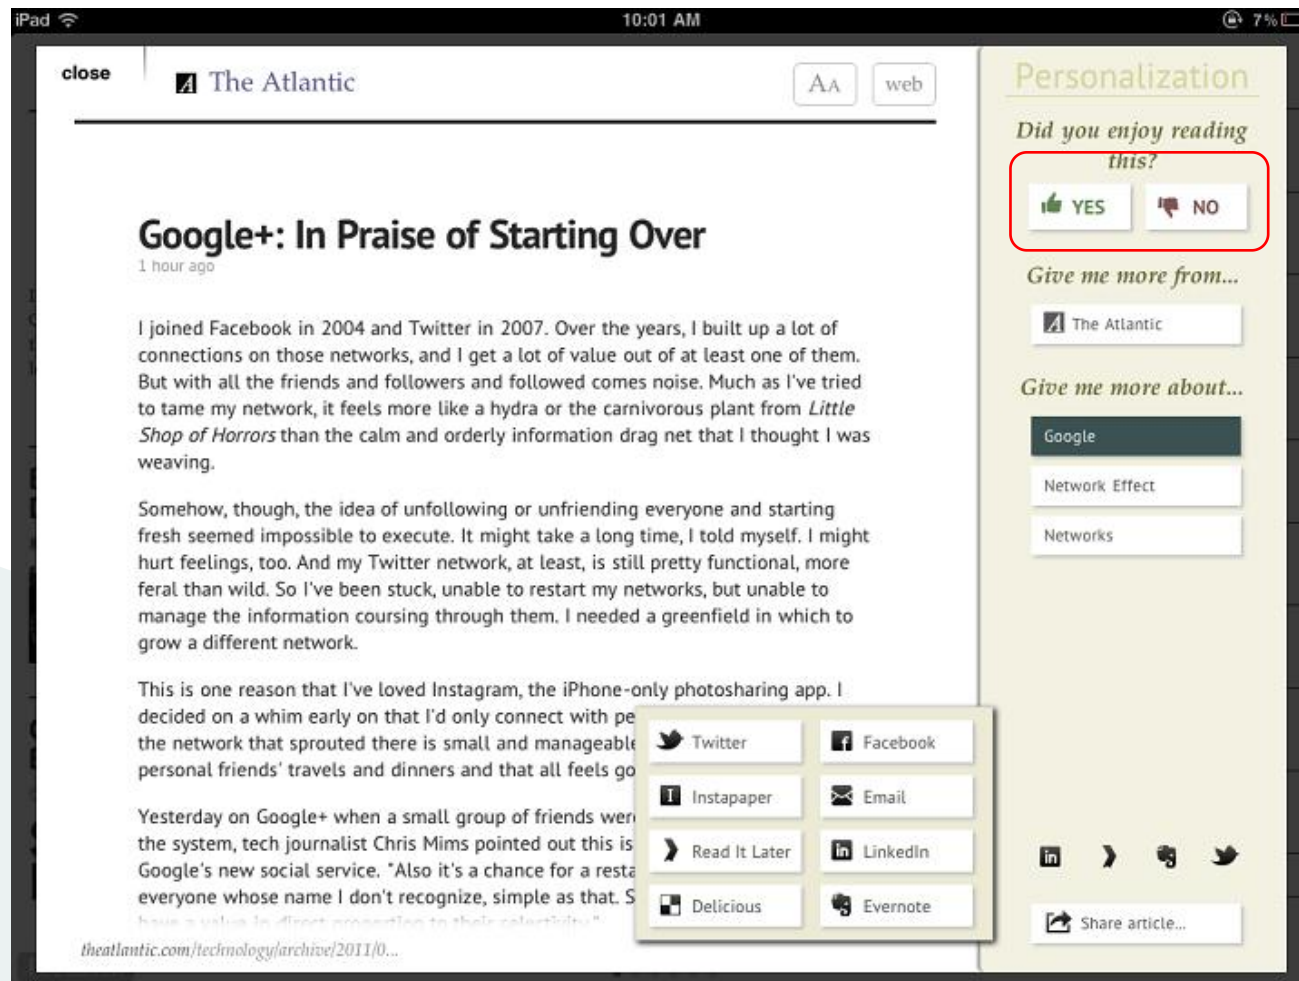 iPad 10:01 AM 7%
close
The Atlantic
AA web
Google+: In Praise of Starting Over
1 hour ago
I joined Facebook in 2004 and Twitter in 2007. Over the years, I built up a lot of
connections on those networks, and I get a lot of value out of at least one of them.
But with all the friends and followers and followed comes noise. Much as I've tried
to tame my network, it feels more like a hydra or the carnivorous plant from Little
Shop of Horrors than the calm and orderly information drag net that I thought I was
weaving.
Somehow, though, the idea of unfollowing or unfriending everyone and starting
fresh seemed impossible to execute. It might take a long time, I told myself. I might
hurt feelings, too. And my Twitter network, at least, is still pretty functional, more
feral than wild. So I've been stuck, unable to restart my networks, but unable to
manage the information coursing through them. I needed a greenfield in which to
grow a different network.
This is one reason that I've loved Instagram, the iPhone-only photosharing app. I
decided on a whim early on that I'd only connect with pe
the network that sprouted there is small and manageable
personal friends' travels and dinners and that all feels go
Yesterday on Google+ when a small group of friends wer
the system, tech journalist Chris Mims pointed out this is
Google's new social service. "Also it's a chance for a resta
everyone whose name I don't recognize, simple as that. S
have a value in direct proportion to their selectivity."
theatlantic.com/technology/archive/2011/0...
Twitter Facebook
Instapaper Email
Read It Later LinkedIn
Delicious Evernote
Personalization
Did you enjoy reading
this?
YES NO
Give me more from...
The Atlantic
Give me more about...
Google
Network Effect
Networks
Share article...